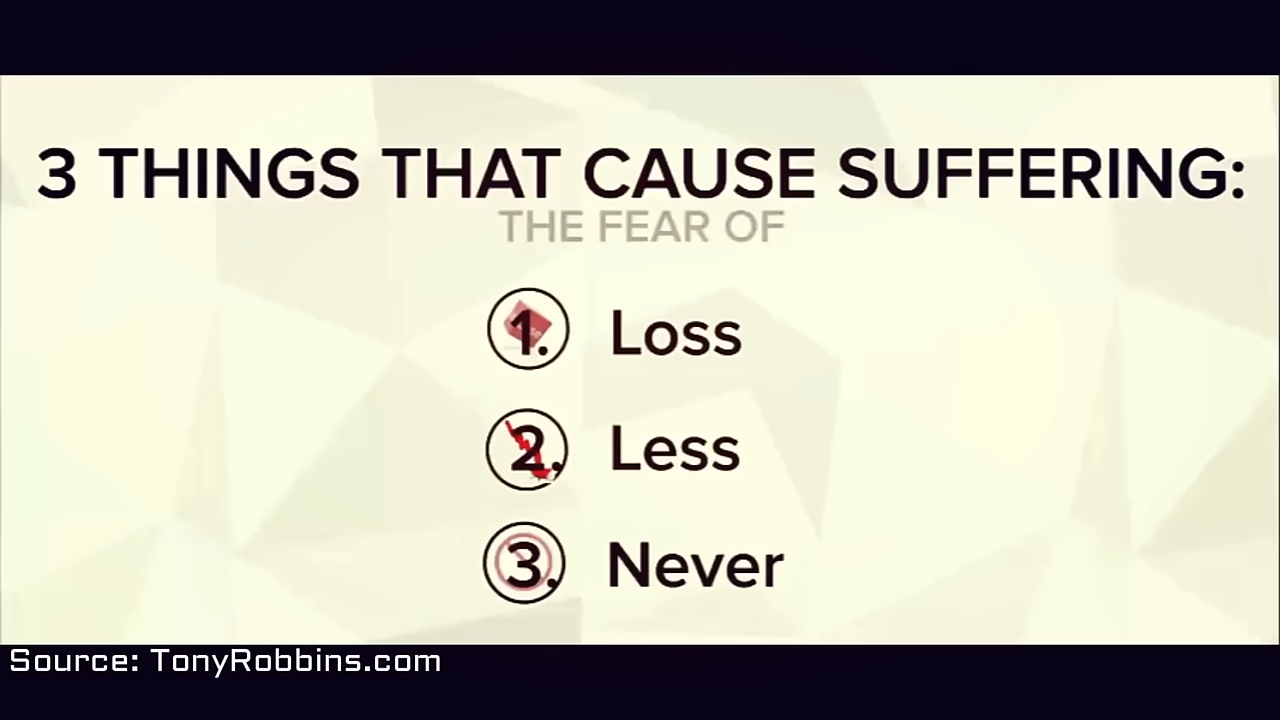 3 THINGS THAT CAUSE SUFFERING:
THE FEAR OF
1. Loss
2. Less
3. Never
Source: TonyRobbins.com